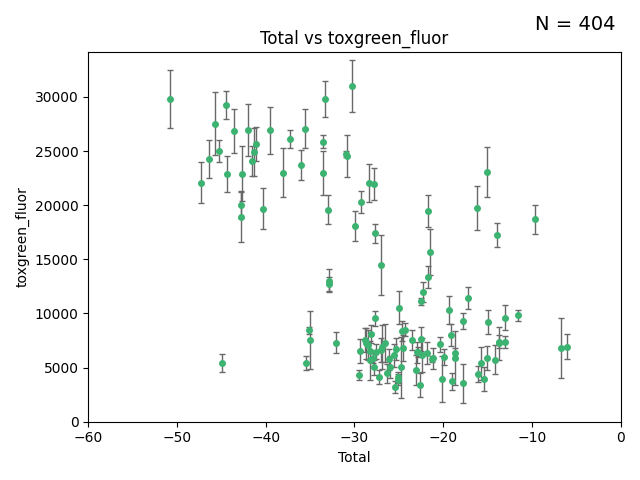 N = 404
Total vs toxgreen_fluor
toxgreen_fluor
30000
25000
20000
15000
10000
5000
0
−60 −50 −40 −30 −20 −10 0
Total